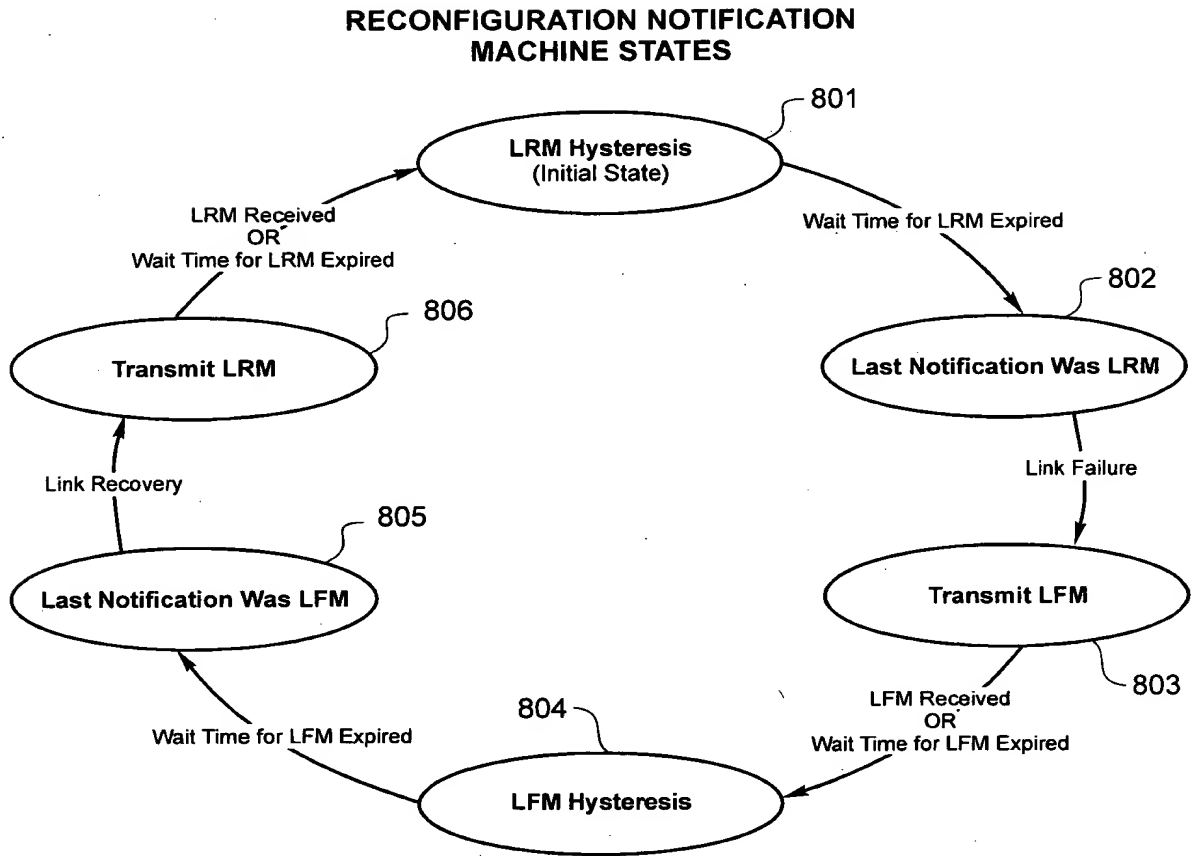 RECONFIGURATION NOTIFICATION
MACHINE STATES
801
LRM Hysteresis
(Initial State)
LRM Received
OR
Wait Time for LRM Expired
Wait Time for LRM Expired
802
806
Transmit LRM
Last Notification Was LRM
Link Recovery
Link Failure
805
Last Notification Was LFM
Transmit LFM
803
804
Wait Time for LFM Expired
LFM Received
OR
Wait Time for LFM Expired
LFM Hysteresis